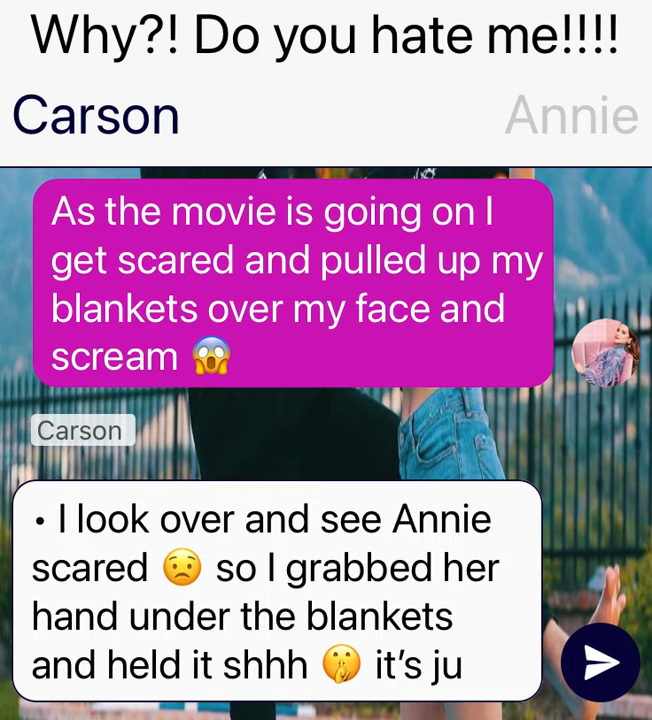 Why?! Do you hate me!!!!
Carson Annie
As the movie is going on I
get scared and pulled up my
blankets over my face and
scream 😱
Carson
• I look over and see Annie
scared 😟 so I grabbed her
hand under the blankets
and held it shhh 🤫 it's ju